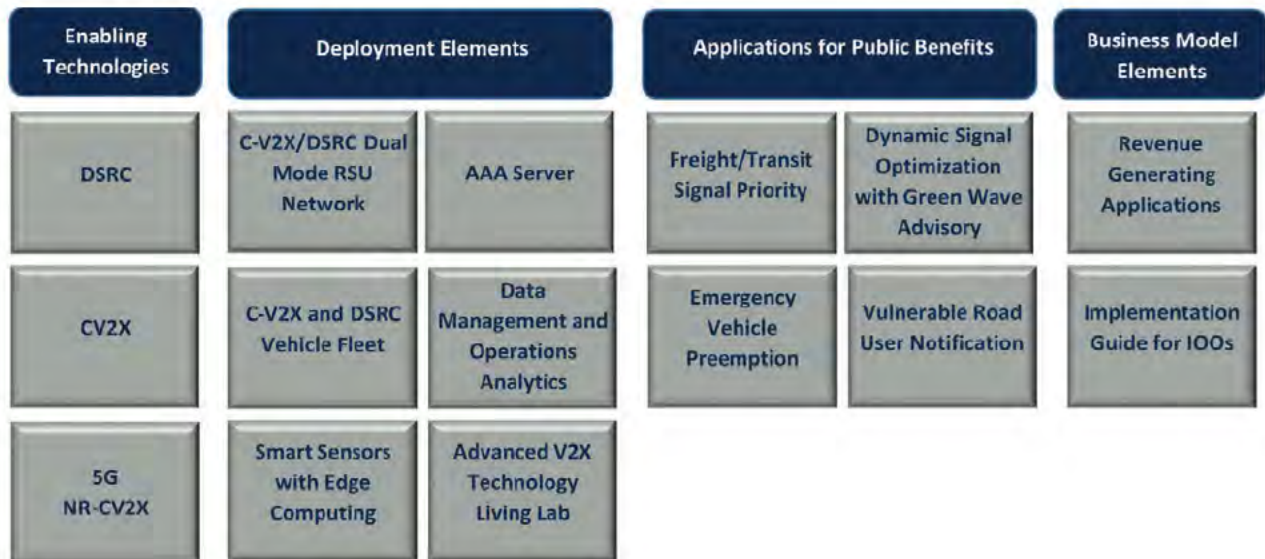 Enabling
Technologies
Deployment Elements
Applications for Public Benefits
Business Model
Elements
DSRC
C-V2X/DSRC Dual
Mode RSU
Network
AAA Server
Freight/Transit
Signal Priority
Dynamic Signal
Optimization
with Green Wave
Advisory
Revenue
Generating
Applications
CV2X
C-V2X and DSRC
Vehicle Fleet
Data
Management and
Operations
Analytics
Emergency
Vehicle
Preemption
Vulnerable Road
User Notification
Implementation
Guide for IOOs
5G
NR-CV2X
Smart Sensors
with Edge
Computing
Advanced V2X
Technology
Living Lab